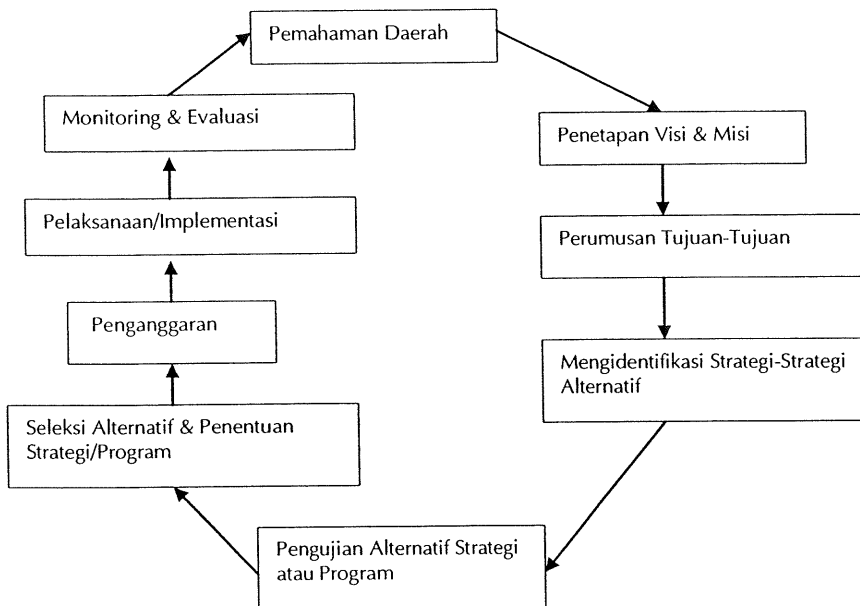 Pemahaman Daerah
Penetapan Visi & Misi
Perumusan Tujuan-Tujuan
Mengidentifikasi Strategi-Strategi
Alternatif
Pengujian Alternatif Strategi
atau Program
Seleksi Alternatif & Penentuan
Strategi/Program
Penganggaran
Pelaksanaan/Implementasi
Monitoring & Evaluasi